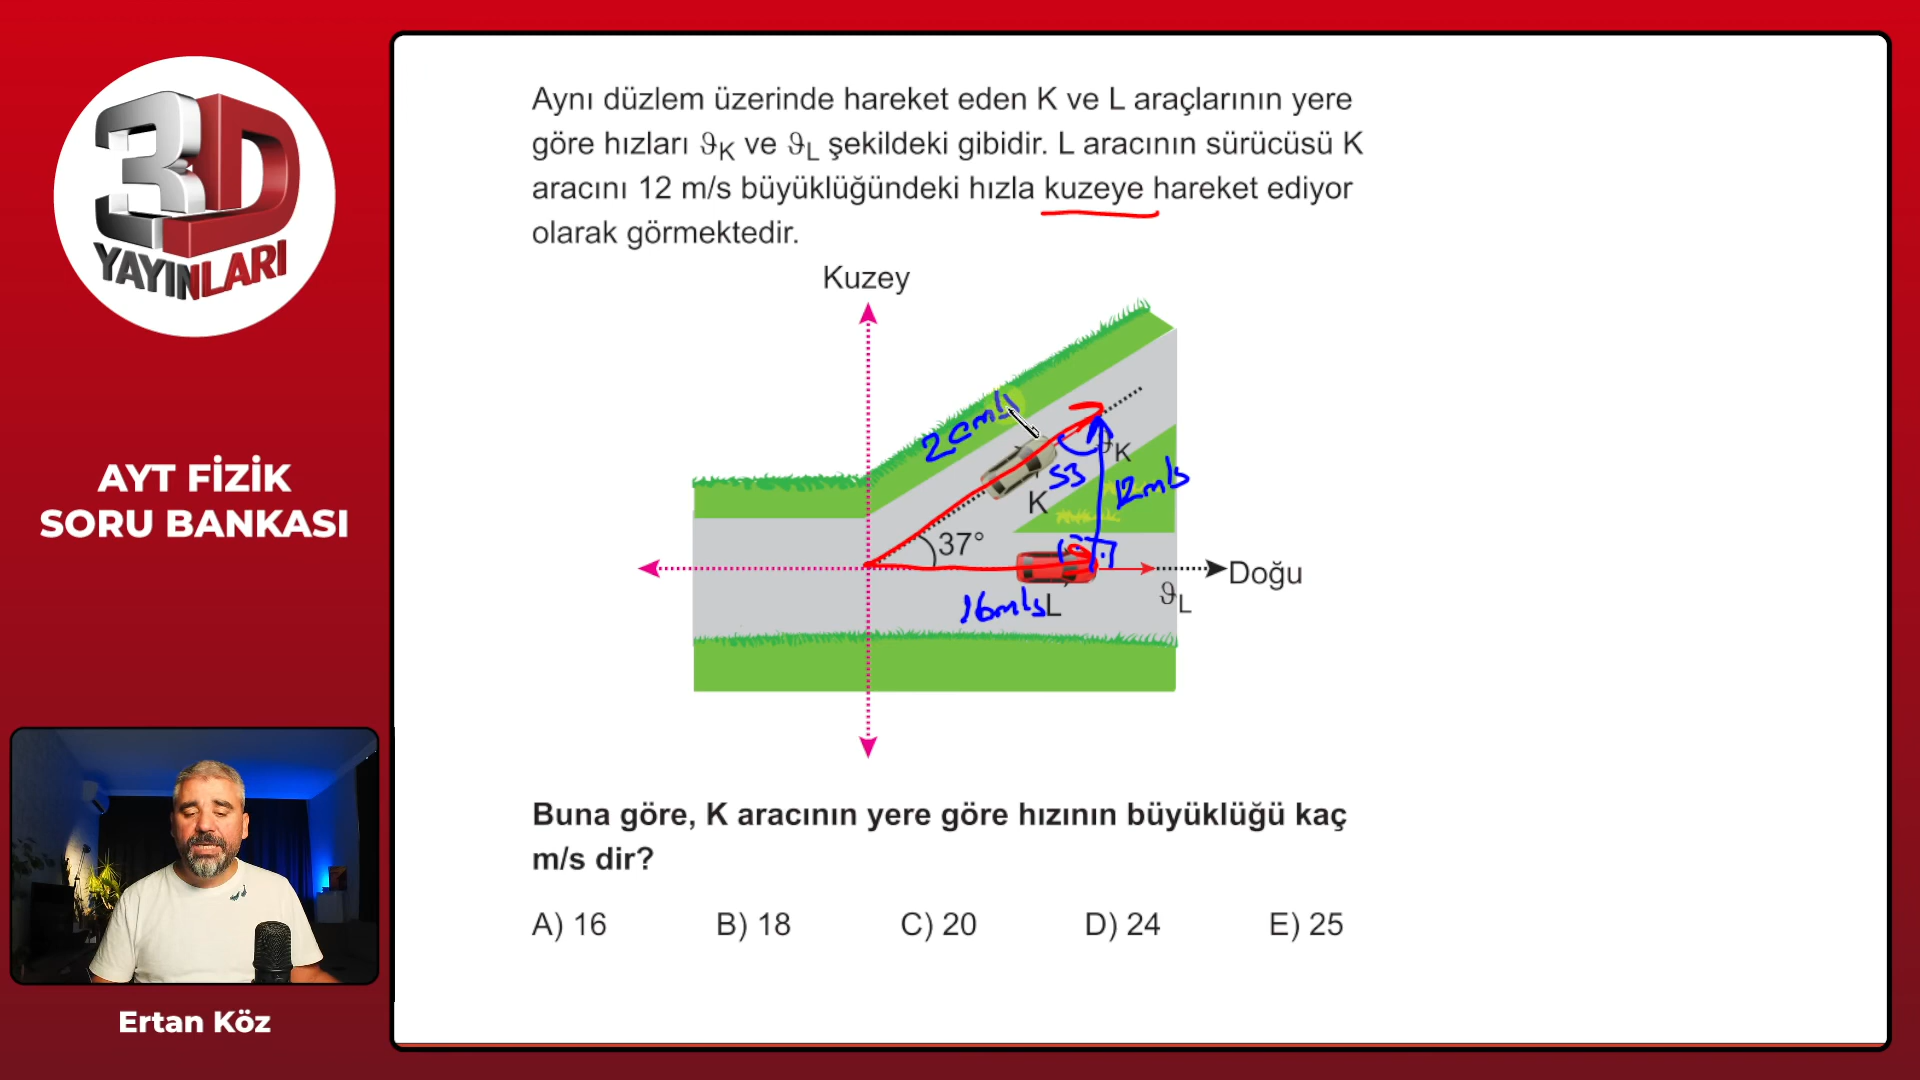 3D
YAYINLARI
AYT FİZİK
SORU BANKASI
Ertan Köz
Aynı düzlem üzerinde hareket eden K ve L araçlarının yere
göre hızları ϑK ve ϑL şekildeki gibidir. L aracının sürücüsü K
aracını 12 m/s büyüklüğündeki hızla kuzeye hareket ediyor
olarak görmektedir.
Kuzey
20m/s
ϑK
53
12m/s
K
37°
Doğu
16m/s
L
ϑL
Buna göre, K aracının yere göre hızının büyüklüğü kaç
m/s dir?
A) 16 B) 18 C) 20 D) 24 E) 25